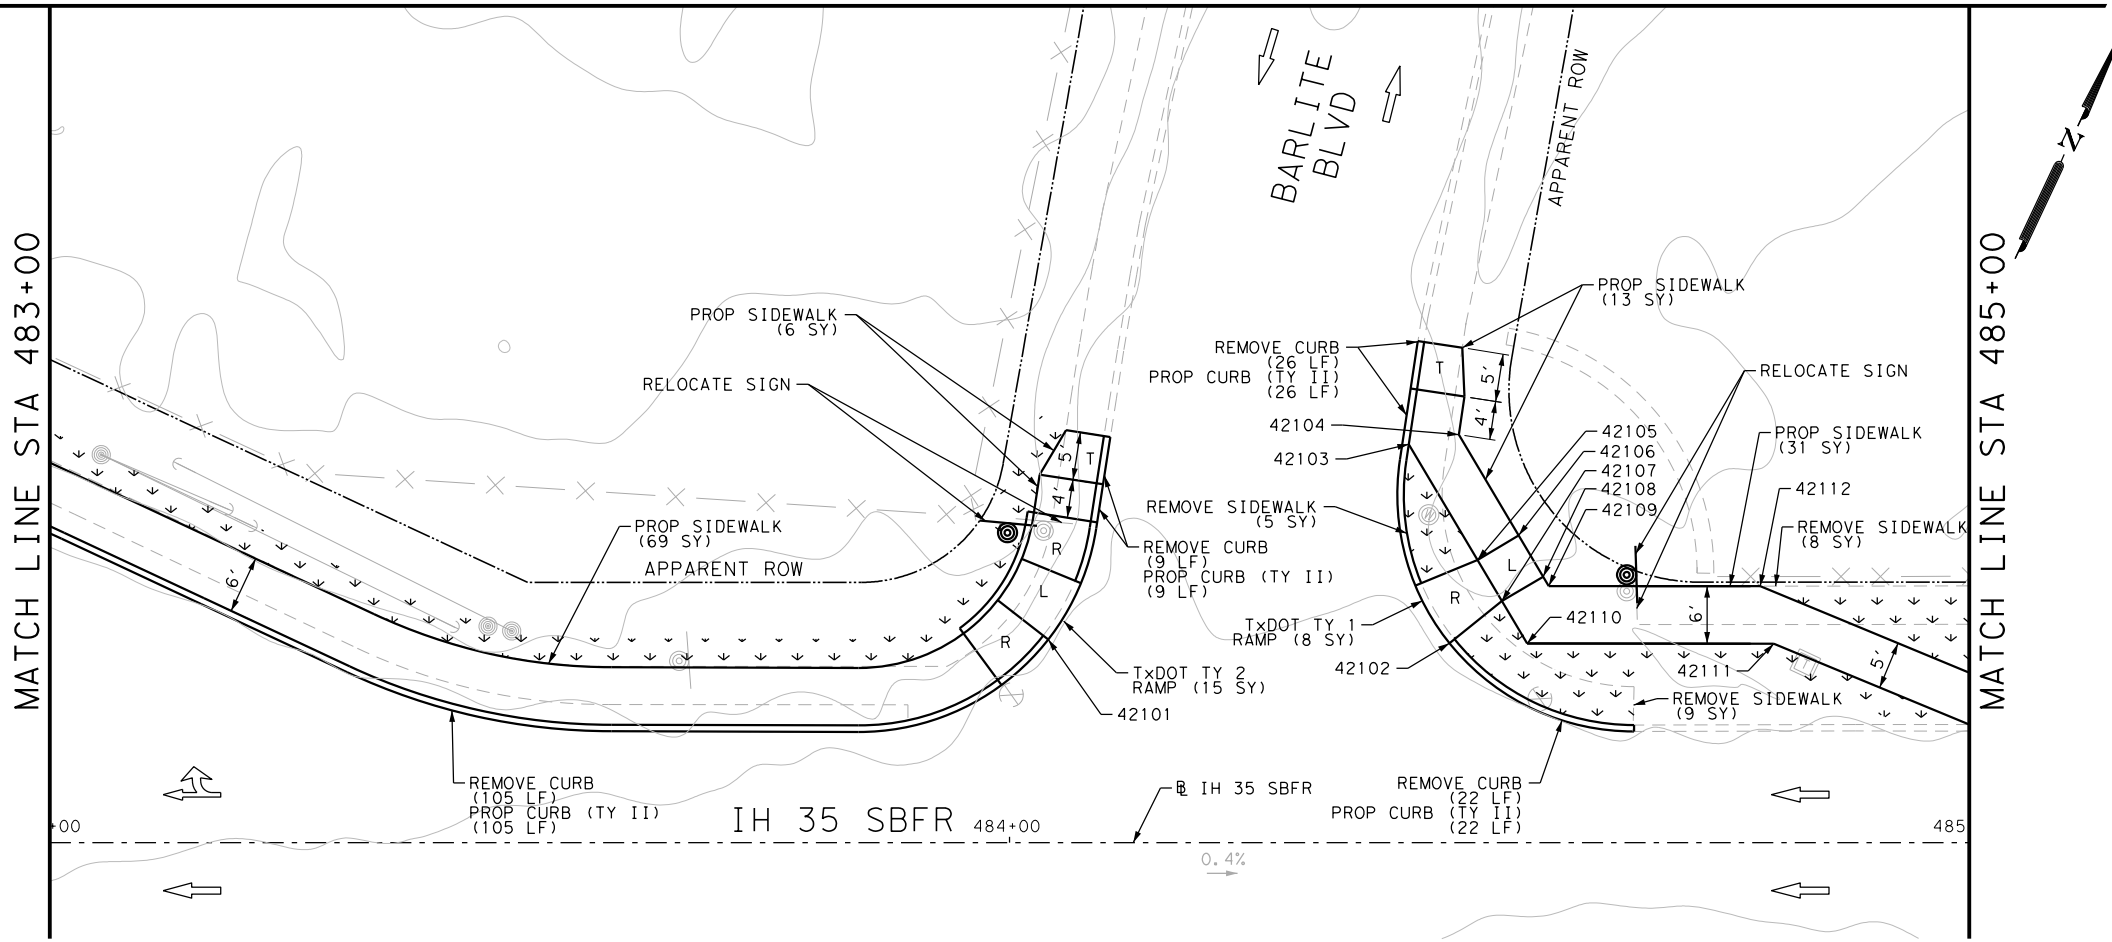 MATCH LINE STA 483+00
BARLITE
BLVD
APPARENT ROW
N
MATCH LINE STA 485+00
PROP SIDEWALK
(6 SY)
RELOCATE SIGN
PROP SIDEWALK
(69 SY)
APPARENT ROW
6'
5'
T
4'
R
L
R
REMOVE CURB
(9 LF)
PROP CURB (TY II)
(9 LF)
TxDOT TY 2
RAMP (15 SY)
42101
REMOVE CURB
(105 LF)
PROP CURB (TY II)
(105 LF)
PROP SIDEWALK
(13 SY)
REMOVE CURB
(26 LF)
PROP CURB (TY II)
(26 LF)
T
5'
4'
42104
42103
REMOVE SIDEWALK
(5 SY)
RELOCATE SIGN
42105
42106
42107
42108
42109
PROP SIDEWALK
(31 SY)
42112
REMOVE SIDEWALK
(8 SY)
L
R
42110
6'
TxDOT TY 1
RAMP (8 SY)
42102
42111
5'
REMOVE SIDEWALK
(9 SY)
REMOVE CURB
(22 LF)
PROP CURB (TY II)
(22 LF)
BL IH 35 SBFR
IH 35 SBFR
+00
484+00
485
0.4%